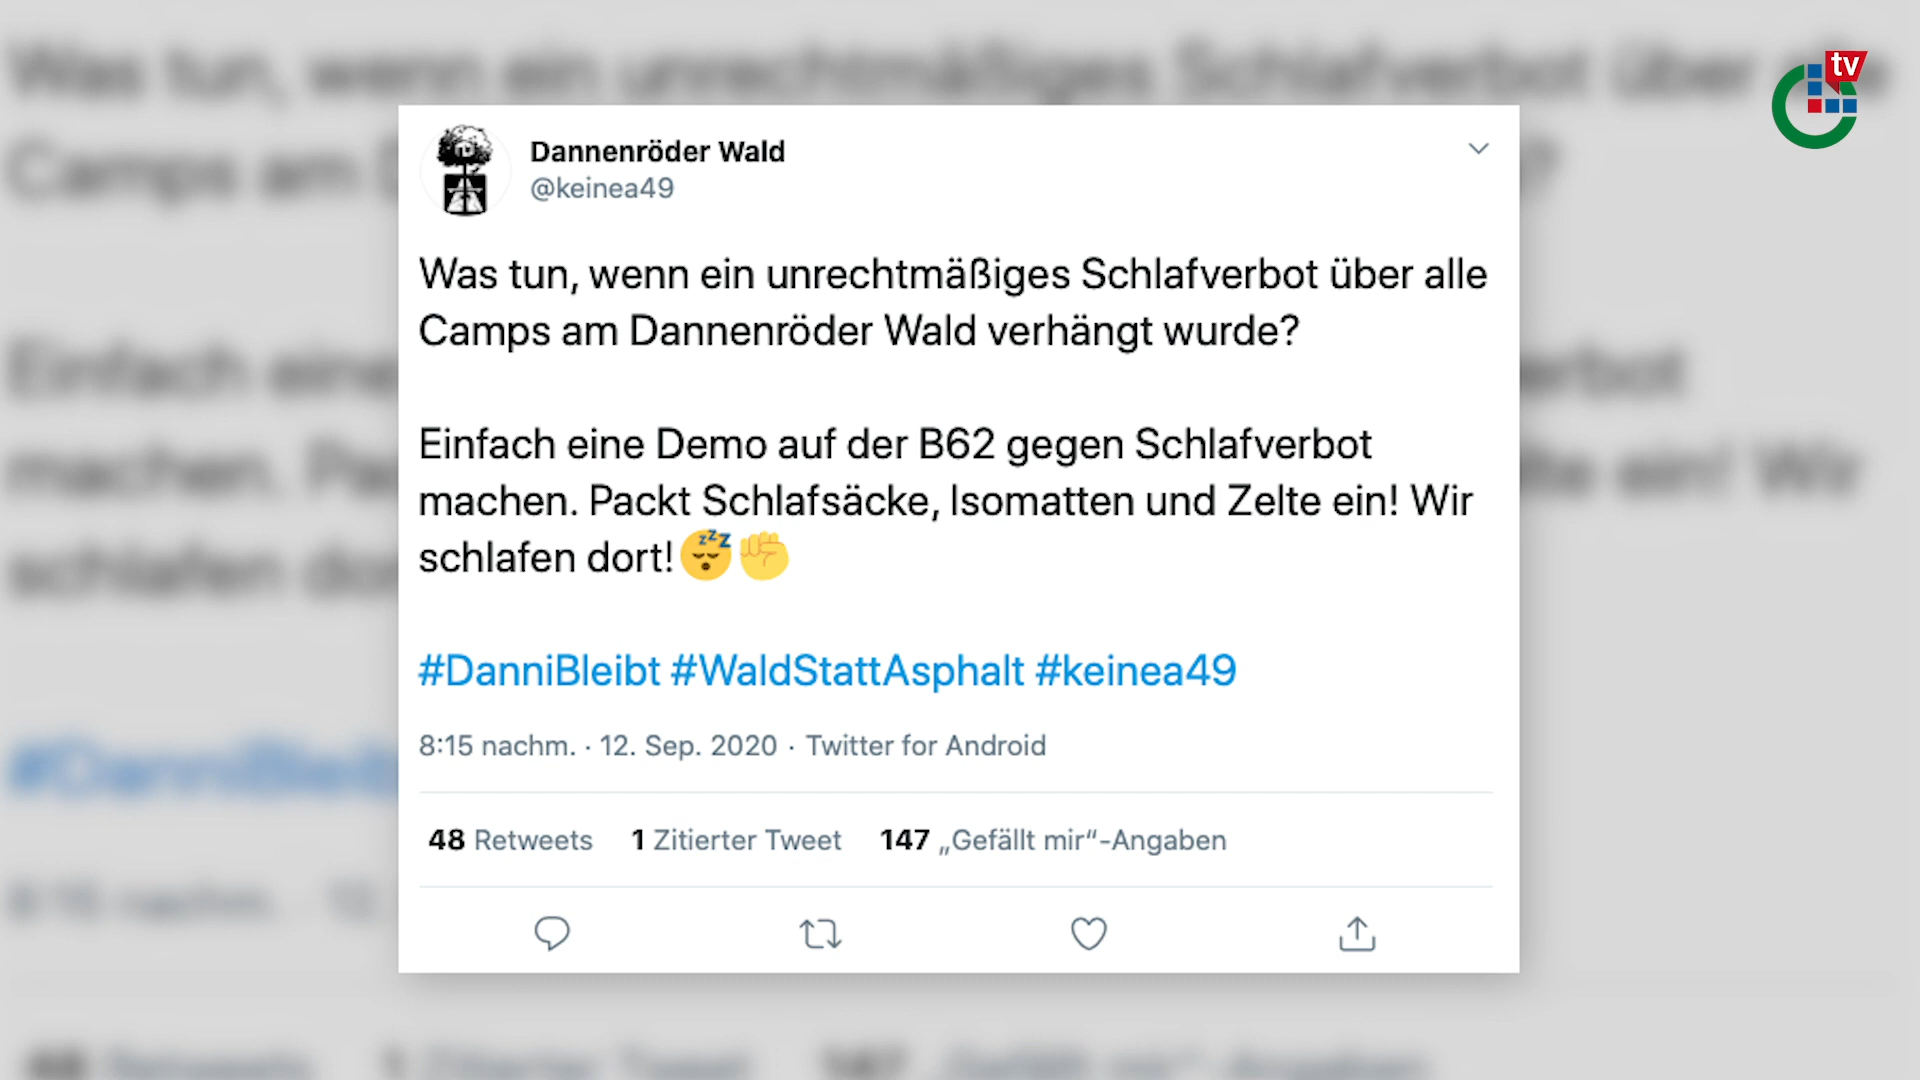 tv
Dannenröder Wald
@keinea49
Was tun, wenn ein unrechtmäßiges Schlafverbot über alle
Camps am Dannenröder Wald verhängt wurde?
Einfach eine Demo auf der B62 gegen Schlafverbot
machen. Packt Schlafsäcke, Isomatten und Zelte ein! Wir
schlafen dort!😴✊
#DanniBleibt #WaldStattAsphalt #keinea49
8:15 nachm. · 12. Sep. 2020 · Twitter for Android
48 Retweets 1 Zitierter Tweet 147 „Gefällt mir“-Angaben